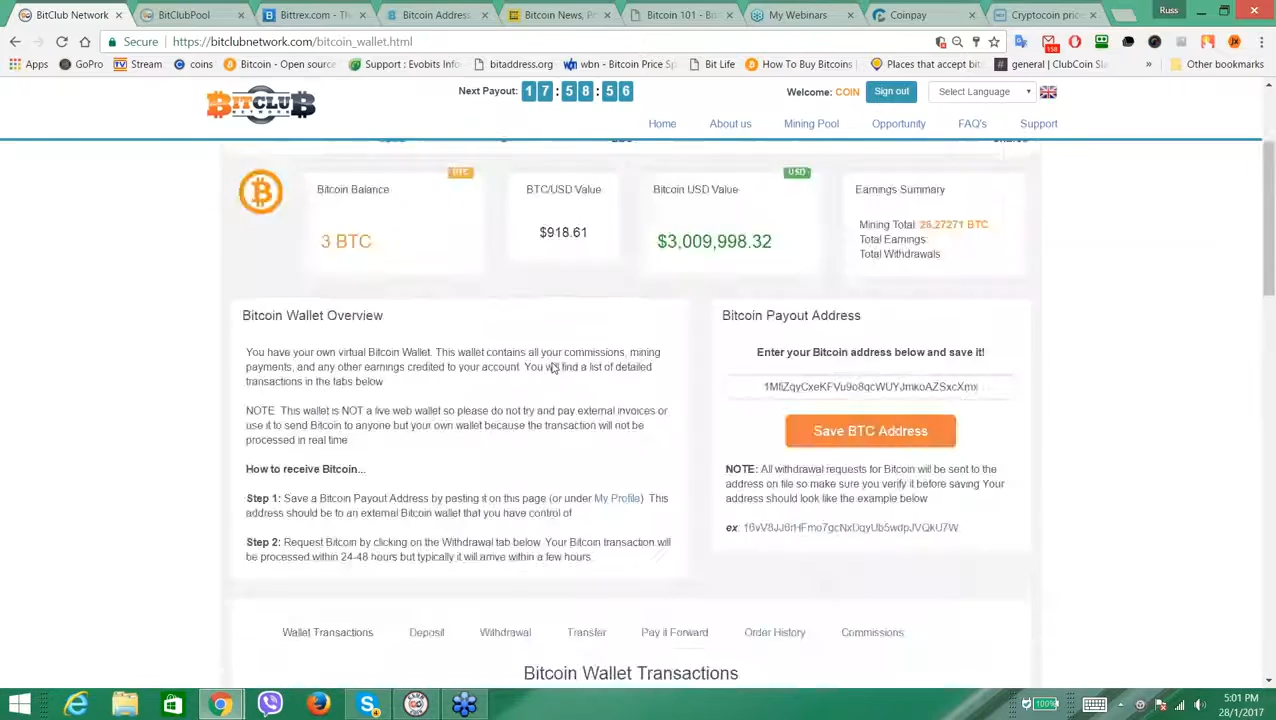 BitClub Network
BitClubPool
Bittrex.com - The
Bitcoin Address
Bitcoin News, P
Bitcoin 101 - B
My Webinars
Coinpay
Cryptocoin price
Russ
Secure
https://bitclubnetwork.com/bitcoin_wallet.html
158
Apps
GoPro
Stream
coins
Bitcoin - Open source
Support : Evobits Info
bitaddress.org
wbn - Bitcoin Price
Bit Life
How To Buy Bitcoins
Places that accept bit
general | ClubCoin Sla
Other bookmarks
BITCLUB
NETWORK
Next Payout: 17:58:56
Welcome: COIN
Sign out
Select Language
Home
About us
Mining Pool
Opportunity
FAQ's
Support
Bitcoin Balance
BTC
3 BTC
BTC/USD Value
$918.61
Bitcoin USD Value
USD
$3,009,998.32
Earnings Summary
Mining Total: 26.27271 BTC
Total Earnings:
Total Withdrawals
Bitcoin Wallet Overview
You have your own virtual Bitcoin Wallet. This wallet contains all your commissions, mining
payments, and any other earnings credited to your account. You will find a list of detailed
transactions in the tabs below
NOTE: This wallet is NOT a live web wallet so please do not try and pay external invoices or
use it to send Bitcoin to anyone but your own wallet because the transaction will not be
processed in real time
How to receive Bitcoin...
Step 1: Save a Bitcoin Payout Address by pasting it on this page (or under My Profile) This
address should be to an external Bitcoin wallet that you have control of
Step 2: Request Bitcoin by clicking on the Withdrawal tab below. Your Bitcoin transaction will
be processed within 24-48 hours but typically it will arrive within a few hours
Bitcoin Payout Address
Enter your Bitcoin address below and save it!
Save BTC Address
NOTE: All withdrawal requests for Bitcoin will be sent to the
address on file so make sure you verify it before saving Your
address should look like the example below
ex:
Wallet Transactions
Deposit
Withdrawal
Transfer
Pay it Forward
Order History
Commissions
Bitcoin Wallet Transactions
100%
5:01 PM
28/1/2017